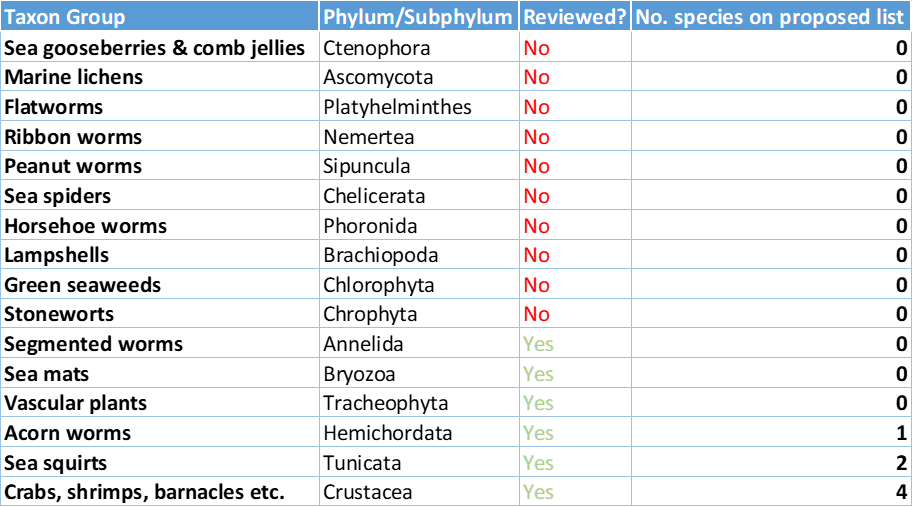 Taxon Group Phylum/Subphylum Reviewed? No. species on proposed list
Sea gooseberries & comb jellies Ctenophora No 0
Marine lichens Ascomycota No 0
Flatworms Platyhelminthes No 0
Ribbon worms Nemertea No 0
Peanut worms Sipuncula No 0
Sea spiders Chelicerata No 0
Horsehoe worms Phoronida No 0
Lampshells Brachiopoda No 0
Green seaweeds Chlorophyta No 0
Stoneworts Chrophyta No 0
Segmented worms Annelida Yes 0
Sea mats Bryozoa Yes 0
Vascular plants Tracheophyta Yes 0
Acorn worms Hemichordata Yes 1
Sea squirts Tunicata Yes 2
Crabs, shrimps, barnacles etc. Crustacea Yes 4